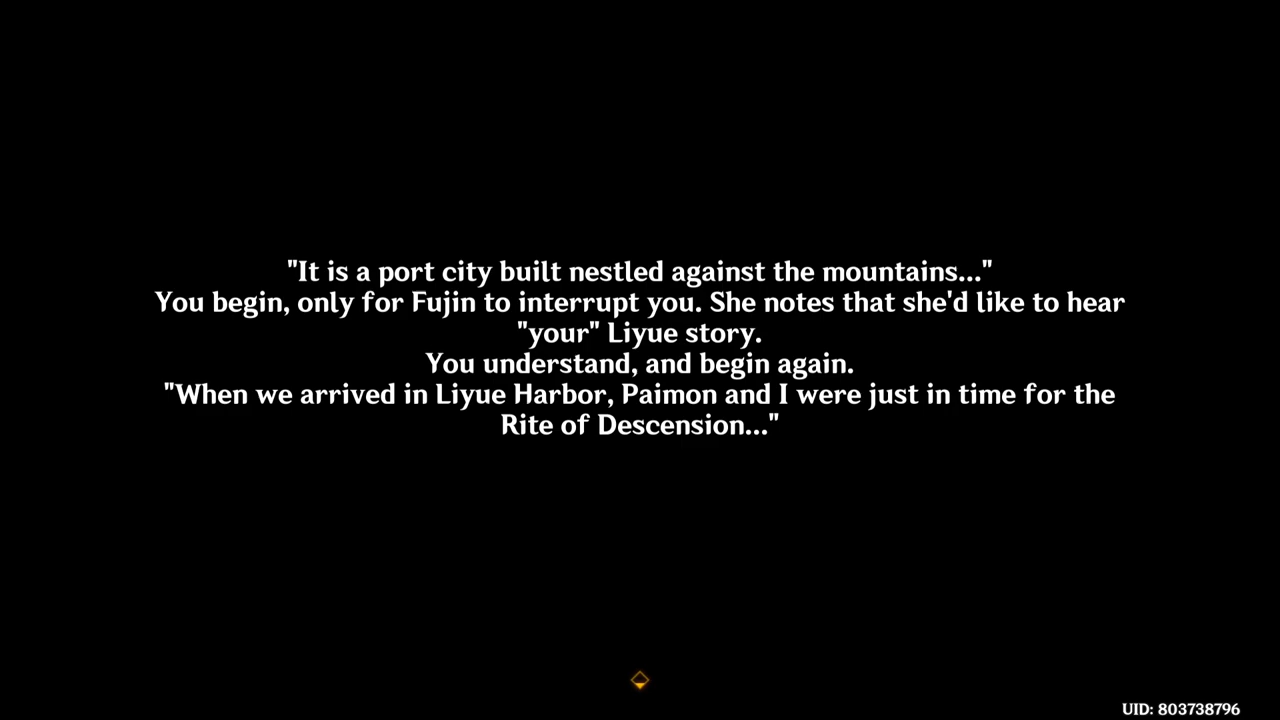 "It is a port city built nestled against the mountains..."
You begin, only for Fujin to interrupt you. She notes that she'd like to hear
"your" Liyue story.
You understand, and begin again.
"When we arrived in Liyue Harbor, Paimon and I were just in time for the
Rite of Descension..."
UID: 803738796